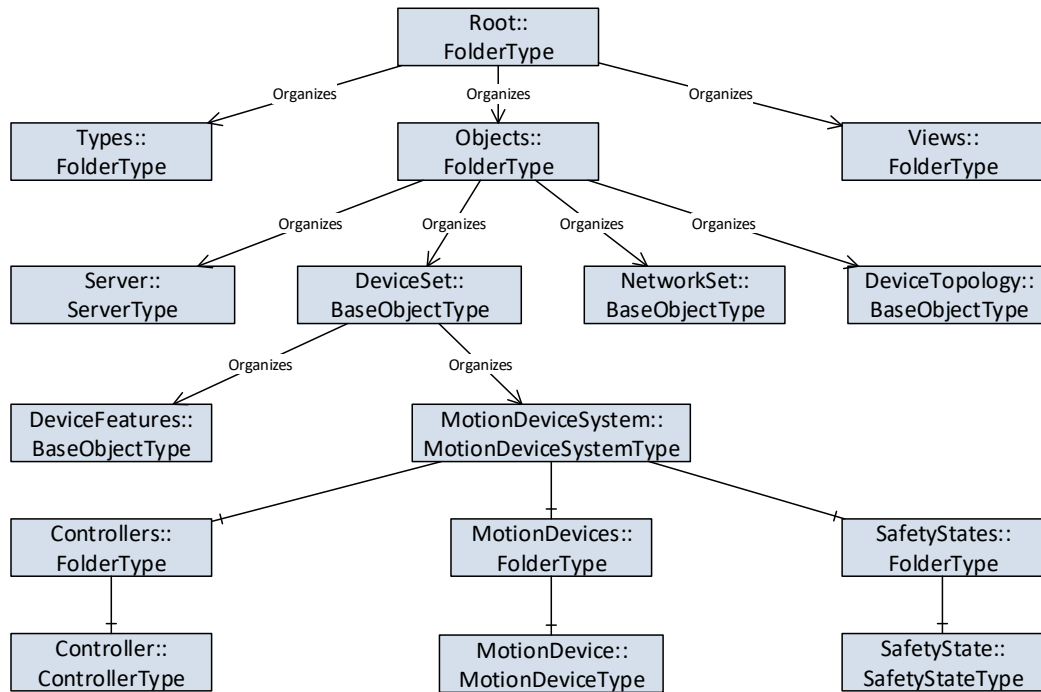 Root::
FolderType
Organizes
Organizes
Organizes
Types::
FolderType
Objects::
FolderType
Views::
FolderType
Organizes
Organizes
Organizes
Organizes
Server::
ServerType
DeviceSet::
BaseObjectType
NetworkSet::
BaseObjectType
DeviceTopology::
BaseObjectType
Organizes
Organizes
DeviceFeatures::
BaseObjectType
MotionDeviceSystem::
MotionDeviceSystemType
Controllers::
FolderType
MotionDevices::
FolderType
SafetyStates::
FolderType
Controller::
ControllerType
MotionDevice::
MotionDeviceType
SafetyState::
SafetyStateType